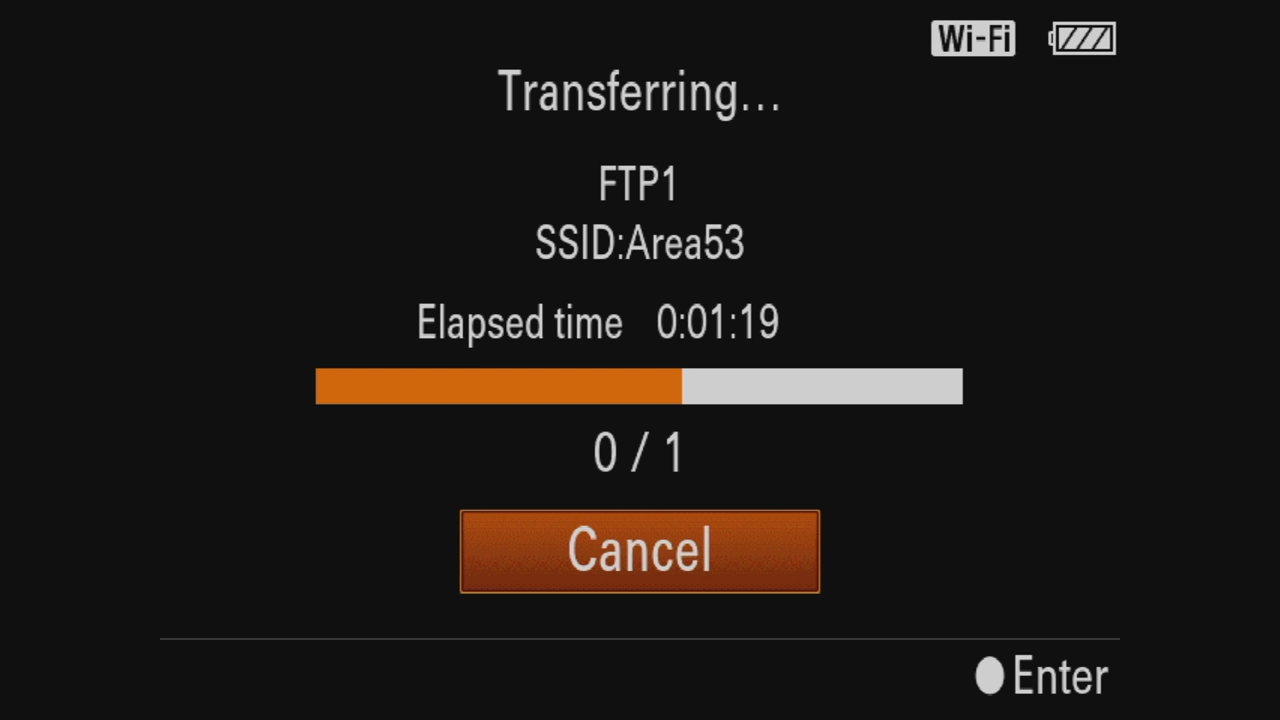 Wi-Fi
Transferring...
FTP1
SSID:Area53
Elapsed time 0:01:19
0 / 1
Cancel
Enter